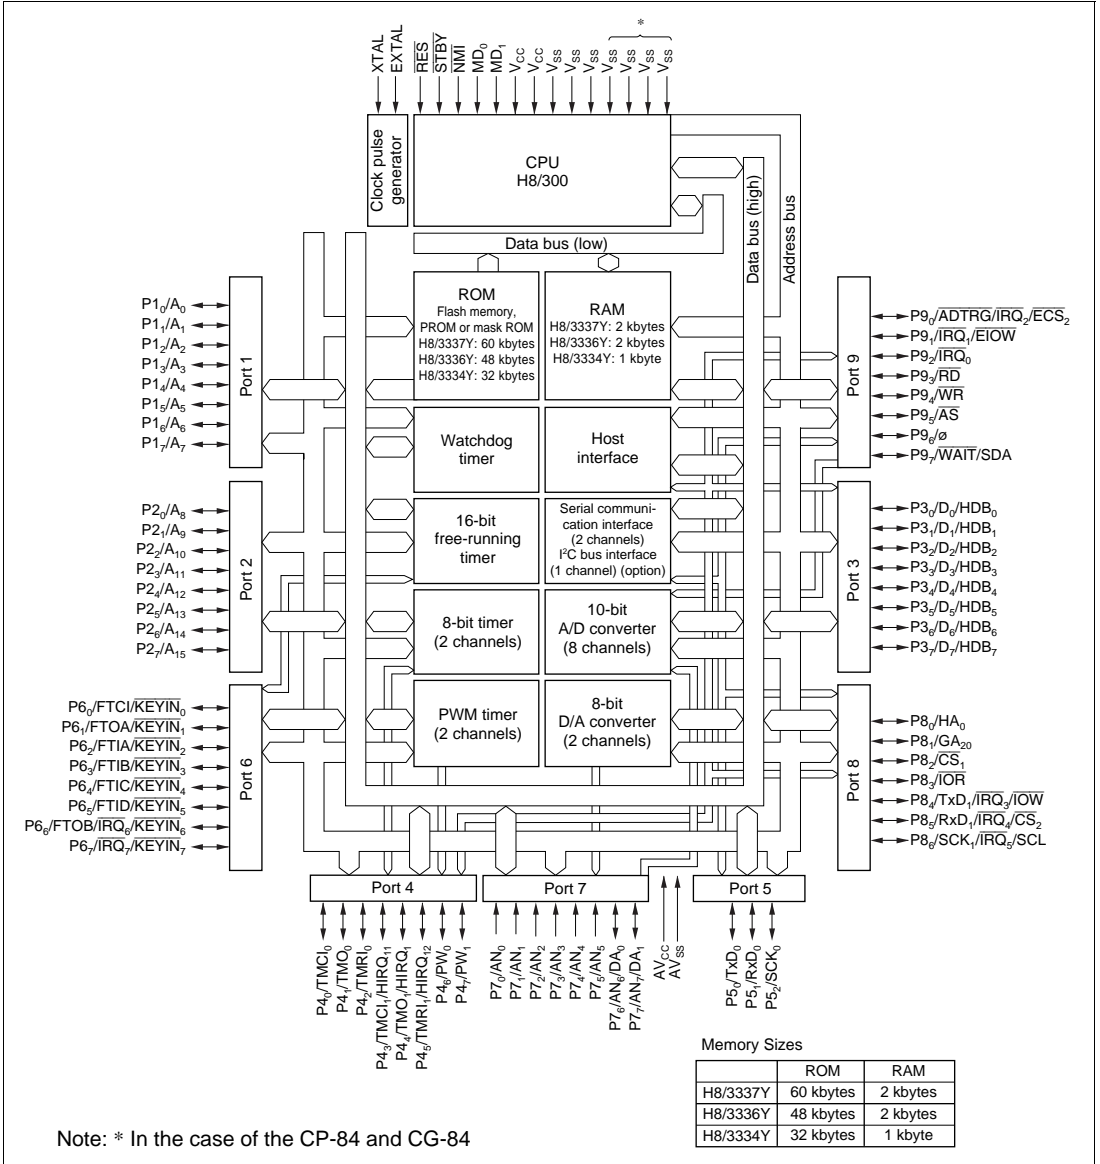 *
XTAL
EXTAL
RES
STBY
NMI
MD0
MD1
VCC
VCC
VSS
VSS
VSS
VSS
VSS
VSS
VSS
Clock pulse
generator
CPU
H8/300
Data bus (low)
Data bus (high)
Address bus
ROM
Flash memory,
PROM or mask ROM
H8/3337Y: 60 kbytes
H8/3336Y: 48 kbytes
H8/3334Y: 32 kbytes
RAM
H8/3337Y: 2 kbytes
H8/3336Y: 2 kbytes
H8/3334Y: 1 kbyte
Watchdog
timer
Host
interface
16-bit
free-running
timer
Serial communi-
cation interface
(2 channels)
I2C bus interface
(1 channel) (option)
8-bit timer
(2 channels)
10-bit
A/D converter
(8 channels)
PWM timer
(2 channels)
8-bit
D/A converter
(2 channels)
P10/A0
P11/A1
P12/A2
P13/A3
P14/A4
P15/A5
P16/A6
P17/A7
Port 1
P20/A8
P21/A9
P22/A10
P23/A11
P24/A12
P25/A13
P26/A14
P27/A15
Port 2
P60/FTCI/KEYIN0
P61/FTOA/KEYIN1
P62/FTIA/KEYIN2
P63/FTIB/KEYIN3
P64/FTIC/KEYIN4
P65/FTID/KEYIN5
P66/FTOB/IRQ6/KEYIN6
P67/IRQ7/KEYIN7
Port 6
Port 9
P90/ADTRG/IRQ2/ECS2
P91/IRQ1/EIOW
P92/IRQ0
P93/RD
P94/WR
P95/AS
P96/ø
P97/WAIT/SDA
Port 3
P30/D0/HDB0
P31/D1/HDB1
P32/D2/HDB2
P33/D3/HDB3
P34/D4/HDB4
P35/D5/HDB5
P36/D6/HDB6
P37/D7/HDB7
Port 8
P80/HA0
P81/GA20
P82/CS1
P83/IOR
P84/TxD1/IRQ3/IOW
P85/RxD1/IRQ4/CS2
P86/SCK1/IRQ5/SCL
Port 4
P40/TMCI0
P41/TMO0
P42/TMRI0
P43/TMCI1/HIRQ11
P44/TMO1/HIRQ1
P45/TMRI1/HIRQ12
P46/PW0
P47/PW1
Port 7
P70/AN0
P71/AN1
P72/AN2
P73/AN3
P74/AN4
P75/AN5
P76/AN6/DA0
P77/AN7/DA1
AVCC
AVSS
Port 5
P50/TxD0
P51/RxD0
P52/SCK0
Memory Sizes
ROM RAM
H8/3337Y 60 kbytes 2 kbytes
H8/3336Y 48 kbytes 2 kbytes
H8/3334Y 32 kbytes 1 kbyte
Note: * In the case of the CP-84 and CG-84